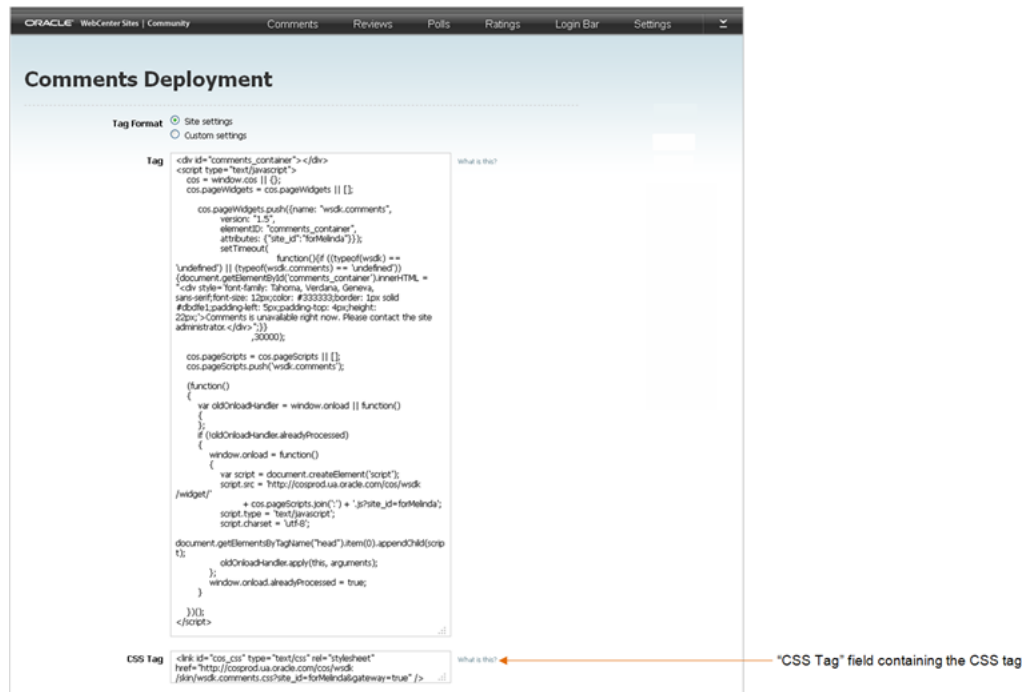 ORACLE WebCenter Sites | Community Comments Reviews Polls Ratings Login Bar Settings
Comments Deployment
Tag Format Site settings
Custom settings
Tag <div id="comments_container"></div> What is this?
<script type="text/javascript">
cos = window.cos || {};
cos.pageWidgets = cos.pageWidgets || [];
cos.pageWidgets.push({name: "wsdk.comments",
version: "1.5",
elementID: "comments_container",
attributes: {"site_id":"forMelinda"}});
setTimeout(
function(){if ((typeof(wsdk) ==
'undefined') || (typeof(wsdk.comments) == 'undefined'))
{document.getElementById('comments_container').innerHTML =
"<div style='font-family: Tahoma, Verdana, Geneva,
sans-serif;font-size: 12px;color: #333333;border: 1px solid
#dbdfe1;padding-left: 5px;padding-top: 4px;height:
22px;'>Comments is unavailable right now. Please contact the site
administrator.</div>";}}
,30000);
cos.pageScripts = cos.pageScripts || [];
cos.pageScripts.push('wsdk.comments');
(function()
{
var oldOnloadHandler = window.onload || function()
{
};
if (!oldOnloadHandler.alreadyProcessed)
{
window.onload = function()
{
var script = document.createElement('script');
script.src = 'http://cosprod.ua.oracle.com/cos/wsdk
/widget/'
+ cos.pageScripts.join(':') + '.js?site_id=forMelinda';
script.type = 'text/javascript';
script.charset = 'utf-8';
document.getElementsByTagName("head").item(0).appendChild(scrip
t);
oldOnloadHandler.apply(this, arguments);
};
window.onload.alreadyProcessed = true;
}
})();
</script>
CSS Tag <link id="cos_css" type="text/css" rel="stylesheet" What is this? "CSS Tag" field containing the CSS tag
href="http://cosprod.ua.oracle.com/cos/wsdk
/skin/wsdk.comments.css?site_id=forMelinda&gateway=true" />